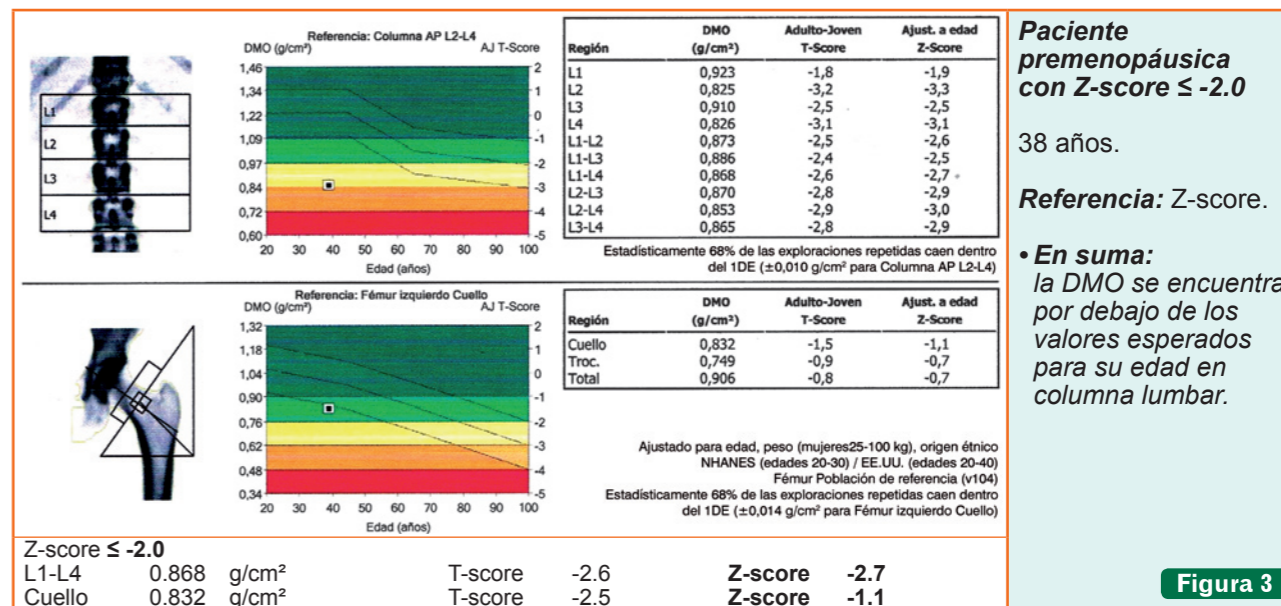 Referencia: Columna AP L2-L4
DMO (g/cm²) AJ T-Score
1,46 2
1,34 1
1,22 0
1,09 -1
0,97 -2
0,84 -3
0,72 -4
0,60 -5
20 30 40 50 60 70 80 90 100
Edad (años)
L1
L2
L3
L4
DMO Adulto-Joven Ajust. a edad
Región (g/cm²) T-Score Z-Score
L1 0,923 -1,8 -1,9
L2 0,825 -3,2 -3,3
L3 0,910 -2,5 -2,5
L4 0,826 -3,1 -3,1
L1-L2 0,873 -2,5 -2,6
L1-L3 0,886 -2,4 -2,5
L1-L4 0,868 -2,6 -2,7
L2-L3 0,870 -2,8 -2,9
L2-L4 0,853 -2,9 -3,0
L3-L4 0,865 -2,8 -2,9
Estadísticamente 68% de las exploraciones repetidas caen dentro
del 1DE (±0,010 g/cm² para Columna AP L2-L4)
Referencia: Fémur izquierdo Cuello
DMO (g/cm²) AJ T-Score
1,32 2
1,18 1
1,04 0
0,90 -1
0,76 -2
0,62 -3
0,48 -4
0,34 -5
20 30 40 50 60 70 80 90 100
Edad (años)
DMO Adulto-Joven Ajust. a edad
Región (g/cm²) T-Score Z-Score
Cuello 0,832 -1,5 -1,1
Troc. 0,749 -0,9 -0,7
Total 0,906 -0,8 -0,7
Ajustado para edad, peso (mujeres25-100 kg), origen étnico
NHANES (edades 20-30) / EE.UU. (edades 20-40)
Fémur Población de referencia (v104)
Estadísticamente 68% de las exploraciones repetidas caen dentro
del 1DE (±0,014 g/cm² para Fémur izquierdo Cuello)
Z-score ≤ -2.0
L1-L4 0.868 g/cm² T-score -2.6 Z-score -2.7
Cuello 0.832 g/cm² T-score -2.5 Z-score -1.1
Paciente
premenopáusica
con Z-score ≤ -2.0
38 años.
Referencia: Z-score.
• En suma:
la DMO se encuentra
por debajo de los
valores esperados
para su edad en
columna lumbar.
Figura 3